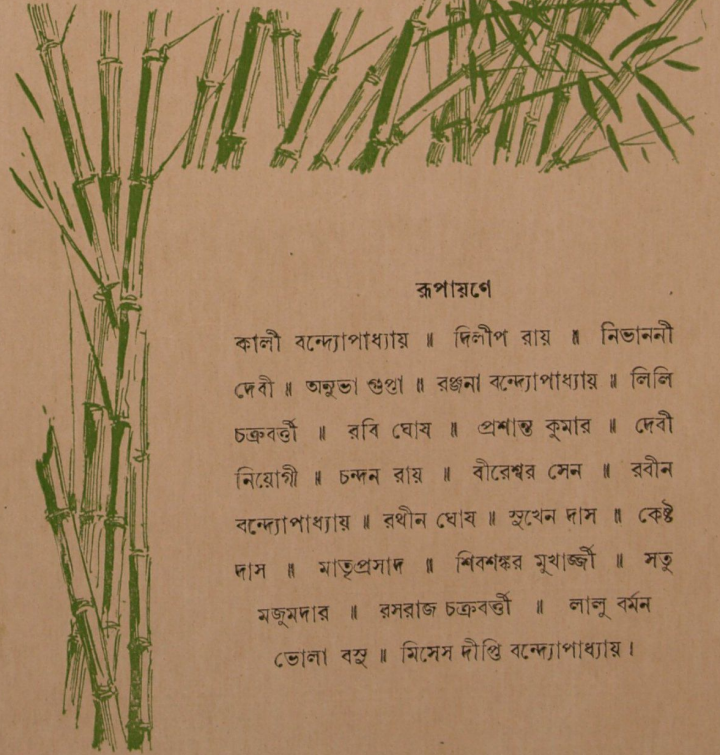 রূপায়ণে
কালী বন্দ্যোপাধ্যায় ॥ দিলীপ রায় ॥ নিভাননী
দেবী ॥ অনুভা গুপ্তা ॥ রঞ্জনা বন্দ্যোপাধ্যায় ॥ লিলি
চক্রবর্ত্তী ॥ রবি ঘোষ ॥ প্রশান্ত কুমার ॥ দেবী
নিয়োগী ॥ চন্দন রায় ॥ বীরেশ্বর সেন ॥ রবীন
বন্দ্যোপাধ্যায় ॥ রথীন ঘোষ ॥ সুখেন দাস ॥ কেষ্ট
দাস ॥ মাতৃপ্রসাদ ॥ শিবশঙ্কর মুখার্জ্জী ॥ সতু
মজুমদার ॥ রসরাজ চক্রবর্ত্তী ॥ লালু বর্মন
ভোলা বসু ॥ মিসেস দীপ্তি বন্দ্যোপাধ্যায়।